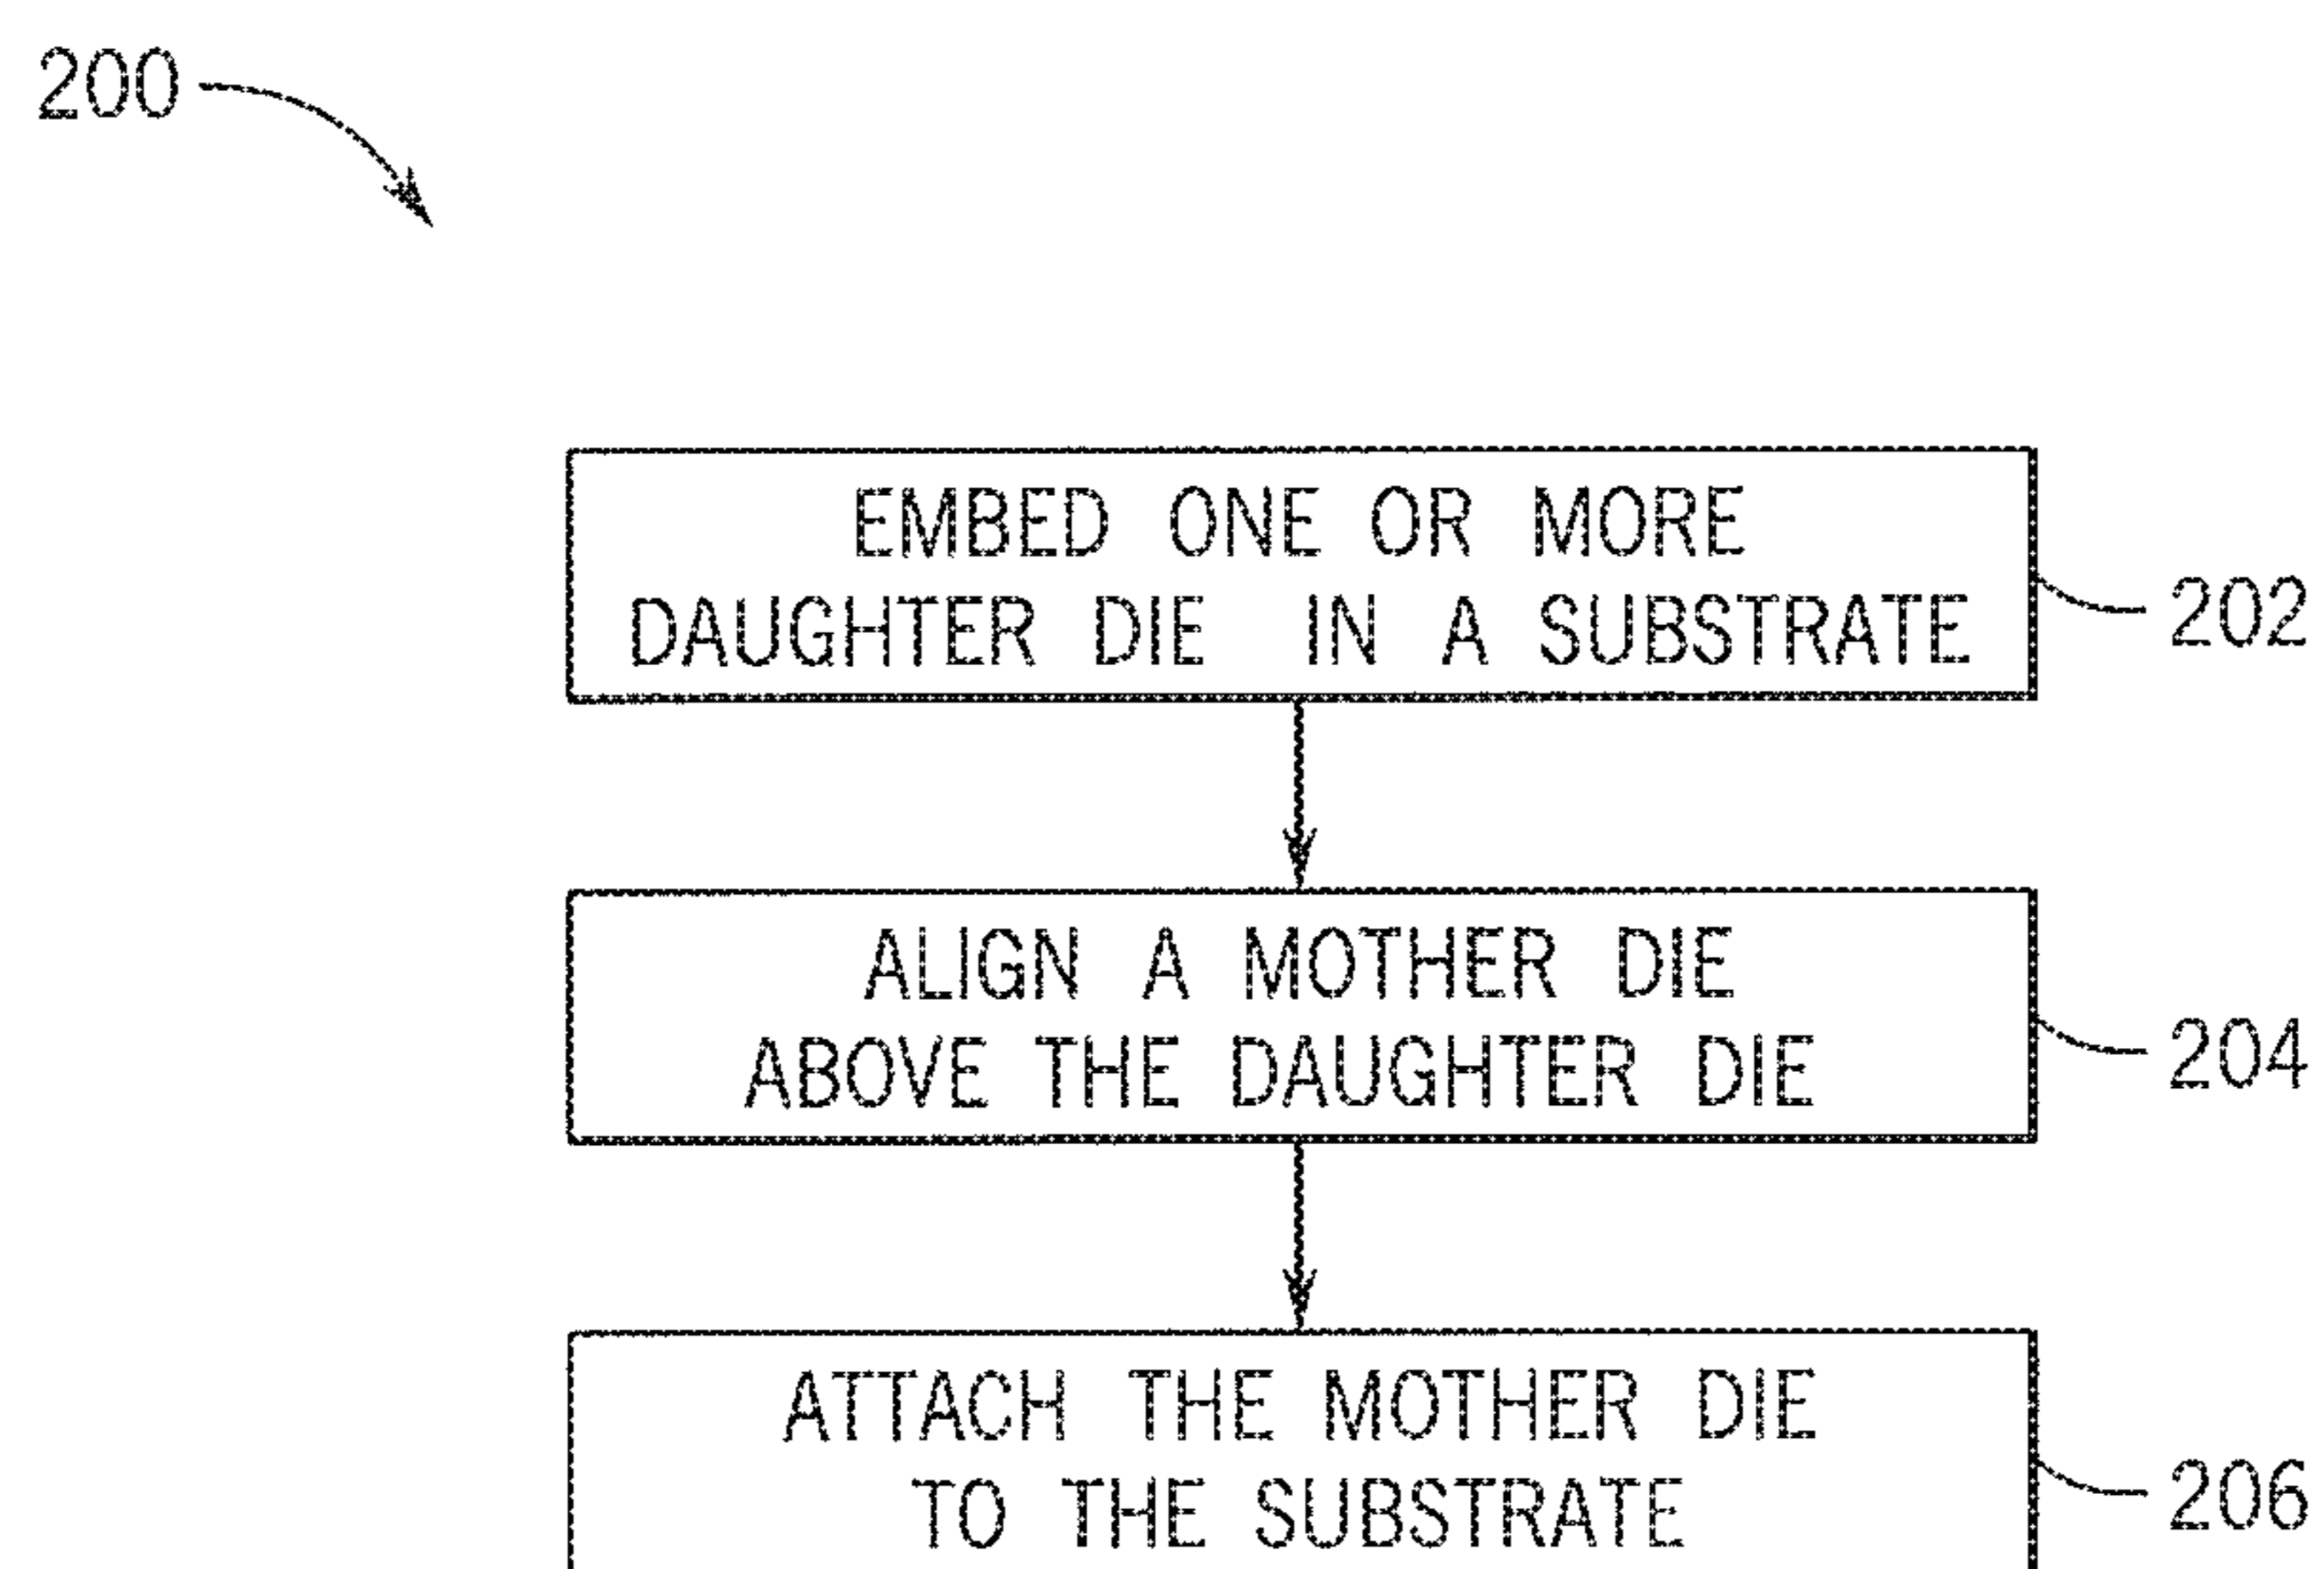 200
EMBED ONE OR MORE
DAUGHTER DIE IN A SUBSTRATE
202
ALIGN A MOTHER DIE
ABOVE THE DAUGHTER DIE
204
ATTACH THE MOTHER DIE
TO THE SUBSTRATE
206